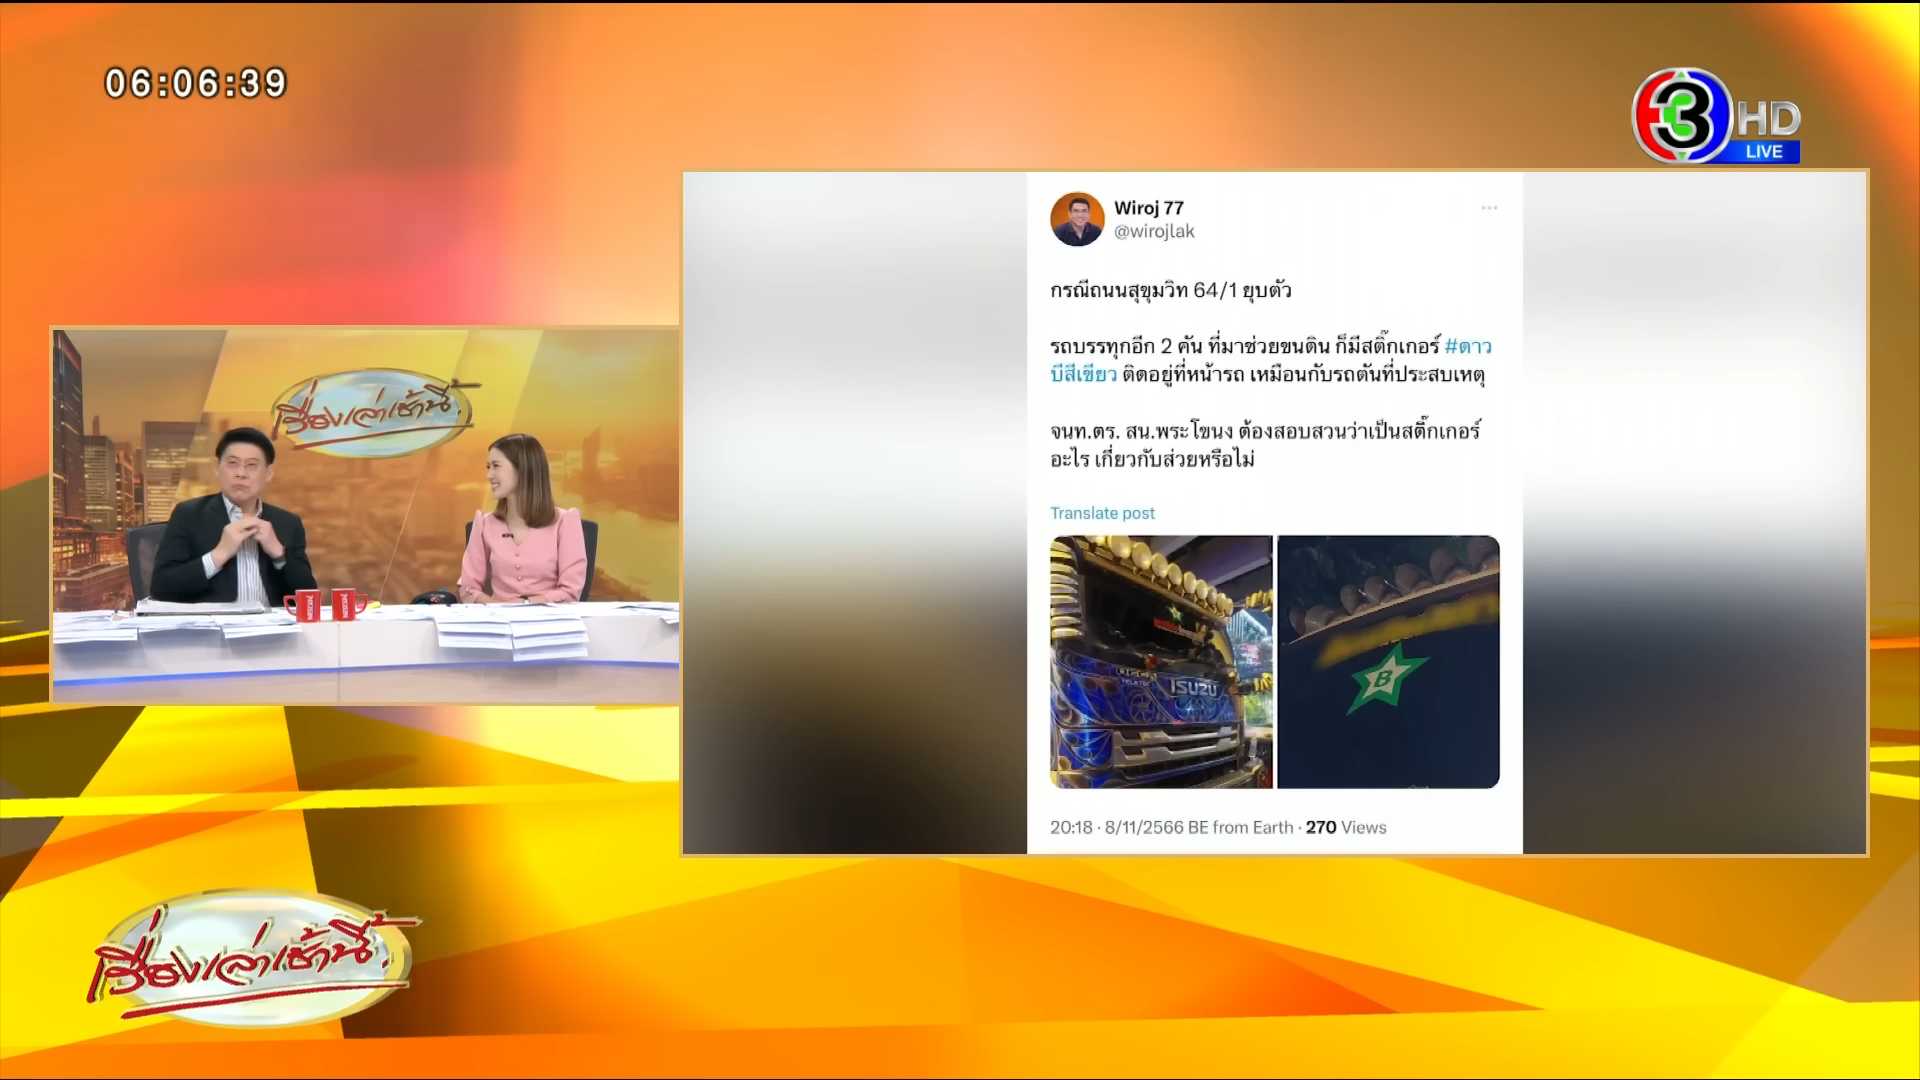 06:06:39
3 HD
LIVE
เรื่องเล่าเช้านี้
Wiroj 77
@wirojlak
กรณีถนนสุขุมวิท 64/1 ยุบตัว
รถบรรทุกอีก 2 คัน ที่มาช่วยขนดิน ก็มีสติ๊กเกอร์ #ดาว
บีสีเขียว ติดอยู่ที่หน้ารถ เหมือนกับรถคันที่ประสบเหตุ
จนท.ตร. สน.พระโขนง ต้องสอบสวนว่าเป็นสติ๊กเกอร์
อะไร เกี่ยวกับส่วยหรือไม่
Translate post
ISUZU
B
20:18 · 8/11/2566 BE from Earth · 270 Views
เรื่องเล่าเช้านี้